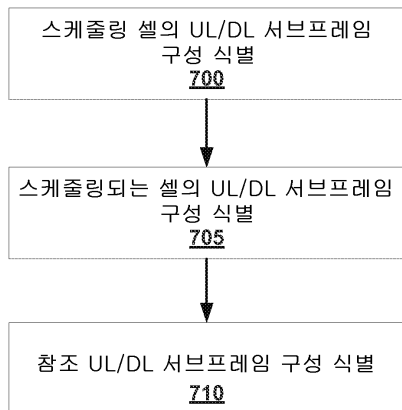 스케줄링 셀의 UL/DL 서브프레임
구성 식별
700
스케줄링되는 셀의 UL/DL 서브프레임
구성 식별
705
참조 UL/DL 서브프레임 구성 식별
710